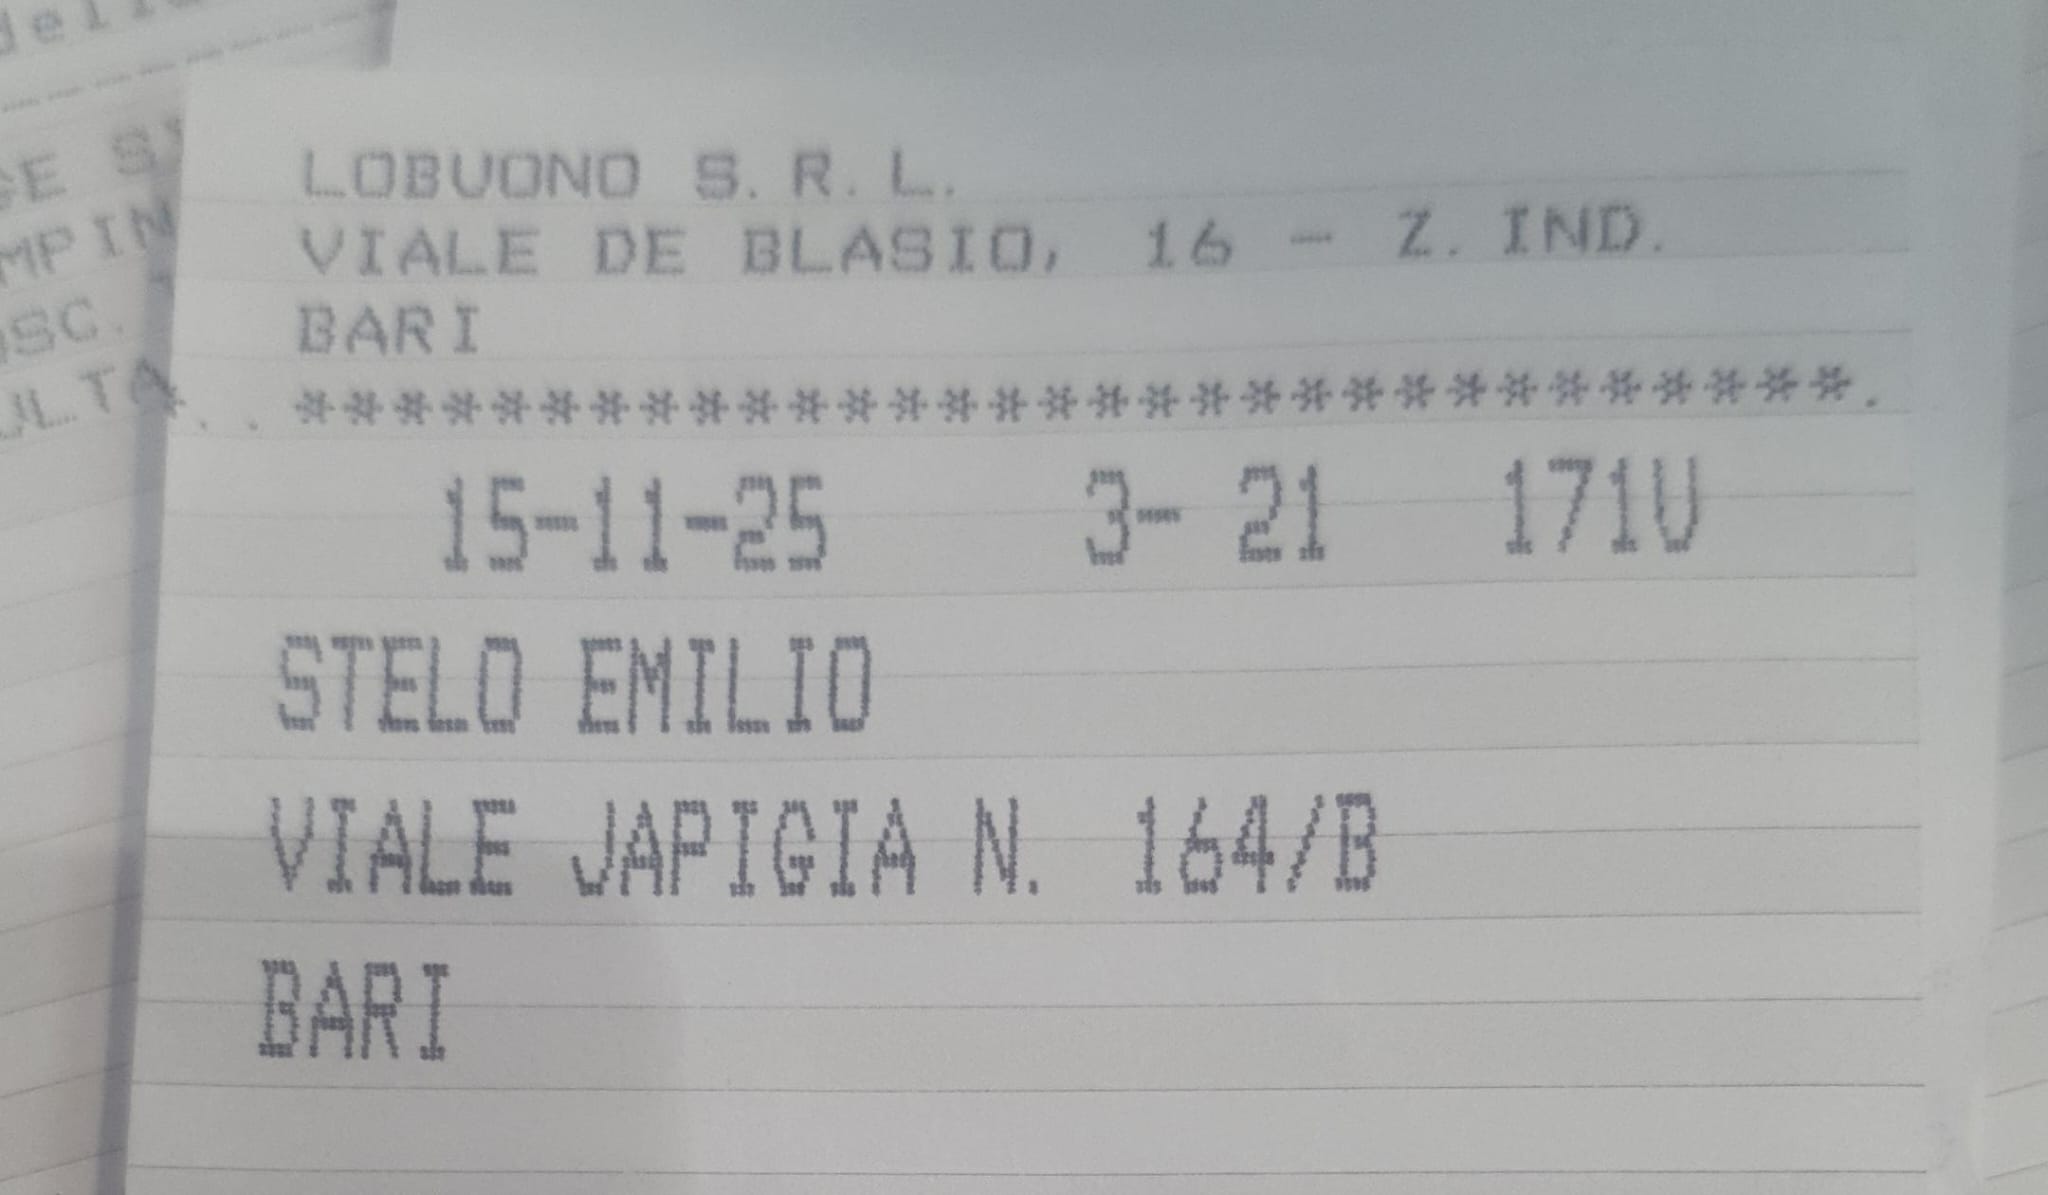 LOBUONO S.R.L.
VIALE DE BLASIO, 16 - Z.IND.
BARI
*******************************.
15-11-25 3- 21 171U
STELO EMILIO
VIALE JAPIGIA N. 164/B
BARI